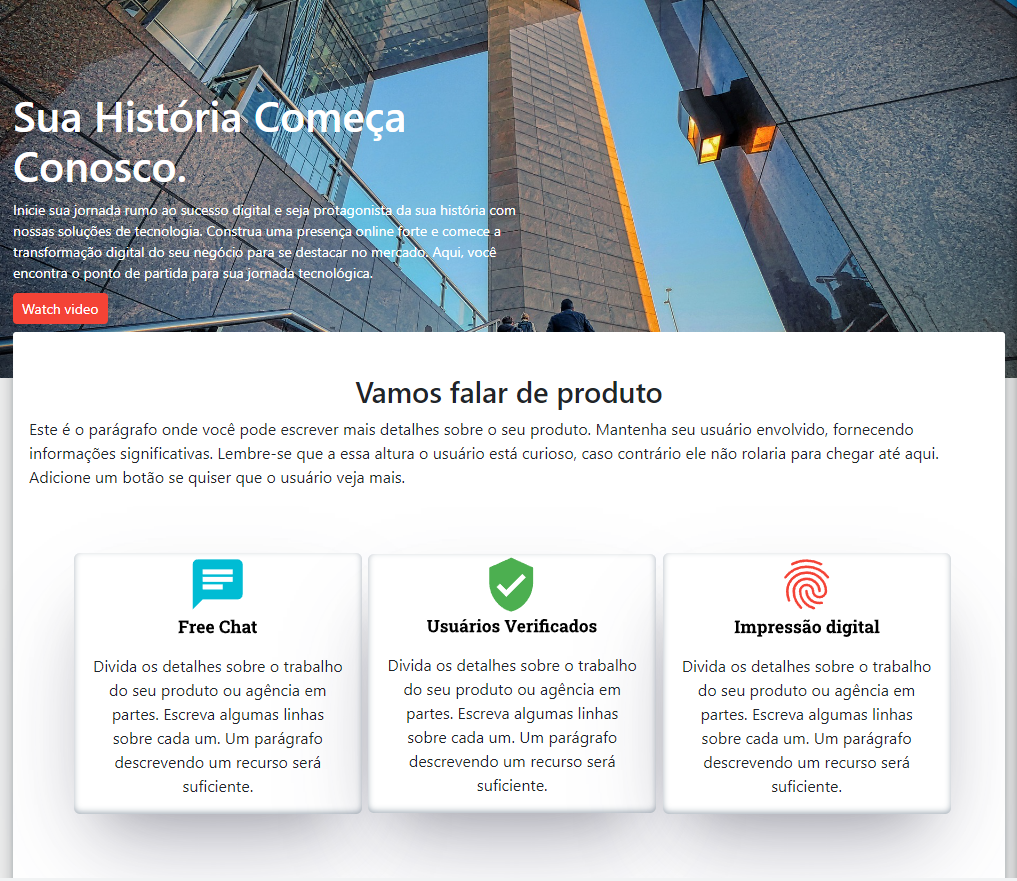 Sua História Começa
Conosco.
Inicie sua jornada rumo ao sucesso digital e seja protagonista da sua história com
nossas soluções de tecnologia. Construa uma presença online forte e comece a
transformação digital do seu negócio para se destacar no mercado. Aqui, você
encontra o ponto de partida para sua jornada tecnológica.
Watch video
Vamos falar de produto
Este é o parágrafo onde você pode escrever mais detalhes sobre o seu produto. Mantenha seu usuário envolvido, fornecendo
informações significativas. Lembre-se que a essa altura o usuário está curioso, caso contrário ele não rolaria para chegar até aqui.
Adicione um botão se quiser que o usuário veja mais.
Free Chat
Divida os detalhes sobre o trabalho
do seu produto ou agência em
partes. Escreva algumas linhas
sobre cada um. Um parágrafo
descrevendo um recurso será
suficiente.
Usuários Verificados
Divida os detalhes sobre o trabalho
do seu produto ou agência em
partes. Escreva algumas linhas
sobre cada um. Um parágrafo
descrevendo um recurso será
suficiente.
Impressão digital
Divida os detalhes sobre o trabalho
do seu produto ou agência em
partes. Escreva algumas linhas
sobre cada um. Um parágrafo
descrevendo um recurso será
suficiente.